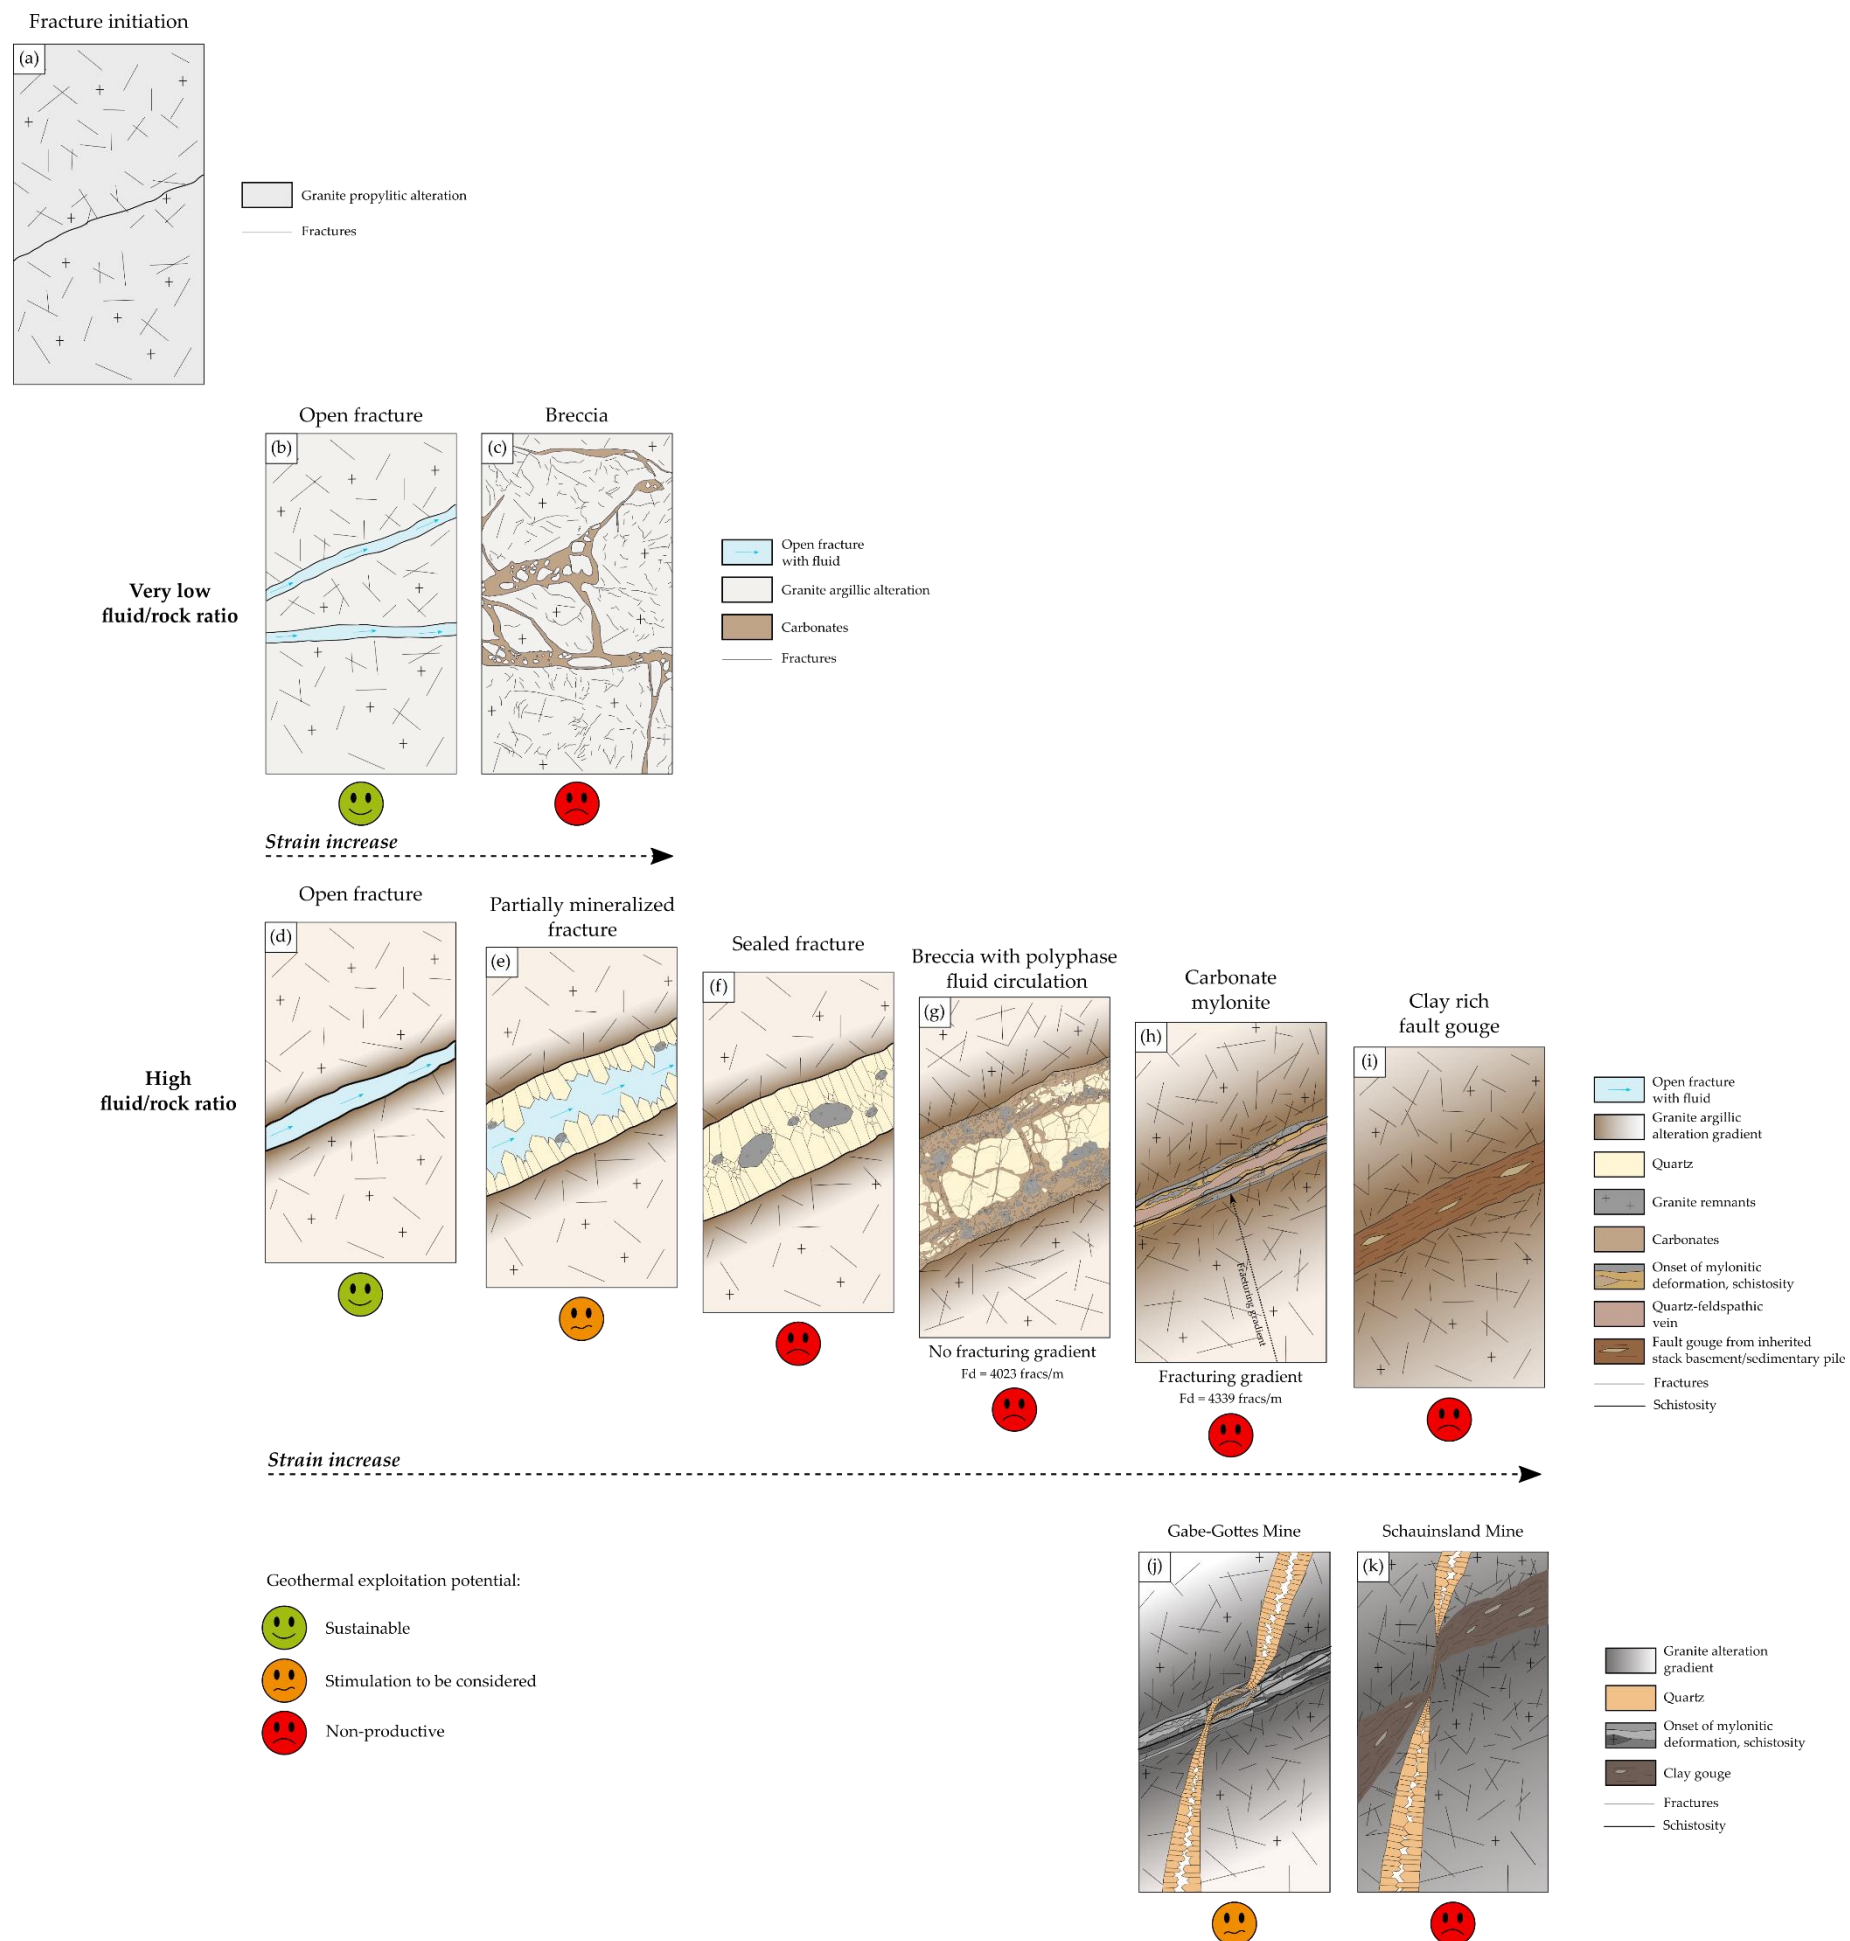 Fracture initiation
(a)
Granite propylitic alteration
Fractures
Open fracture
Breccia
(b)
(c)
Very low
fluid/rock ratio
Open fracture
with fluid
Granite argillic alteration
Carbonates
Fractures
Strain increase
Open fracture
Partially mineralized
fracture
Sealed fracture
Breccia with polyphase
fluid circulation
Carbonate
mylonite
Clay rich
fault gouge
(d)
(e)
(f)
(g)
(h)
(i)
High
fluid/rock ratio
Fracturing gradient
Open fracture
with fluid
Granite argillic
alteration gradient
Quartz
Granite remnants
Carbonates
Onset of mylonitic
deformation, schistosity
Quartz-feldspathic
vein
Fault gouge from inherited
stack basement/sedimentary pile
Fractures
Schistosity
No fracturing gradient
Fd = 4023 fracs/m
Fracturing gradient
Fd = 4339 fracs/m
Strain increase
Gabe-Gottes Mine
Schauinsland Mine
(j)
(k)
Geothermal exploitation potential:
Sustainable
Stimulation to be considered
Non-productive
Granite alteration
gradient
Quartz
Onset of mylonitic
deformation, schistosity
Clay gouge
Fractures
Schistosity